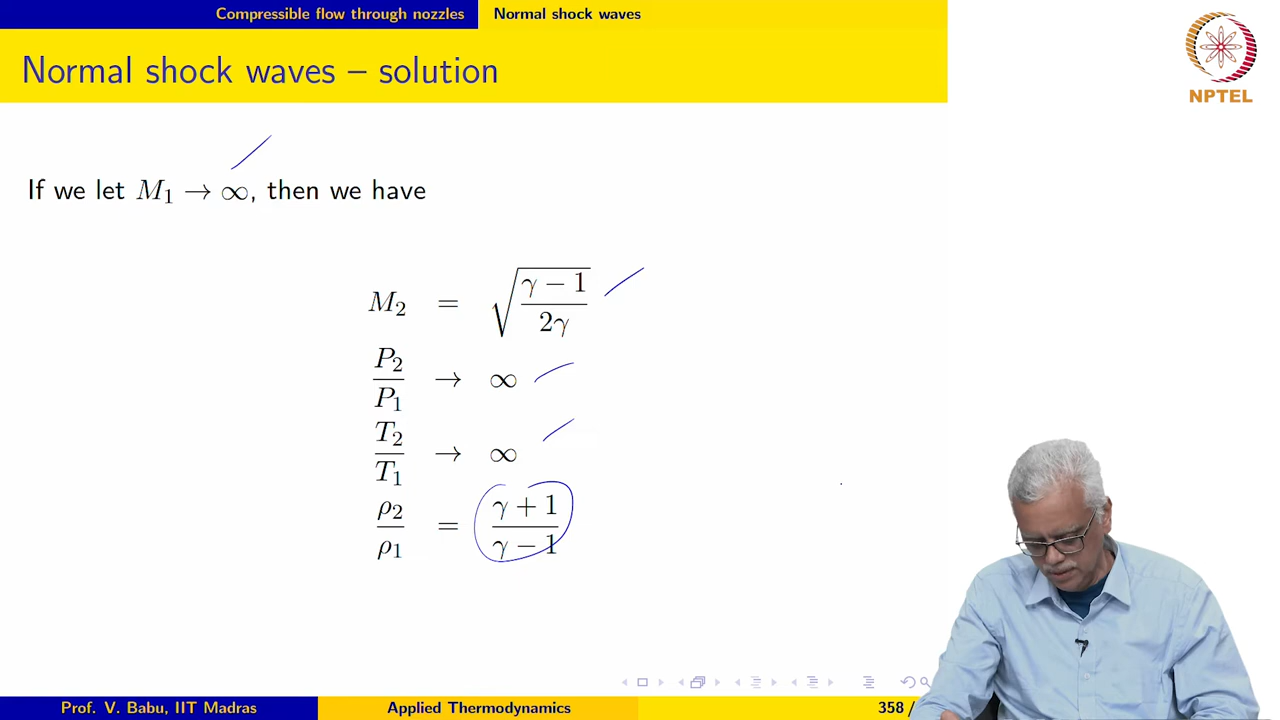 Compressible flow through nozzles Normal shock waves
NPTEL
Normal shock waves – solution
If we let M₁ → ∞, then we have
M₂ = √((γ − 1)/(2γ))
P₂/P₁ → ∞
T₂/T₁ → ∞
ρ₂/ρ₁ = (γ + 1)/(γ − 1)
Prof. V. Babu, IIT Madras Applied Thermodynamics 358 /